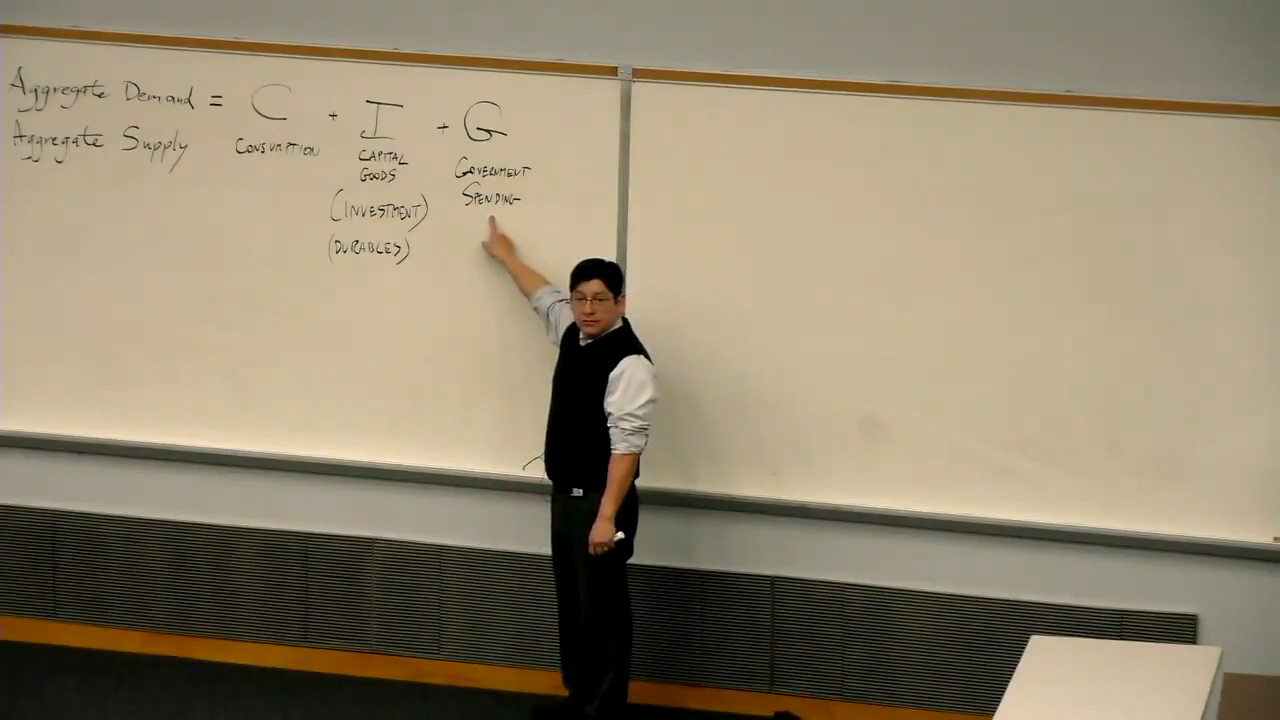 Aggregate Demand = C + I + G
Aggregate Supply
CONSUMPTION
CAPITAL
GOODS
(INVESTMENT)
(DURABLES)
GOVERNMENT
SPENDING